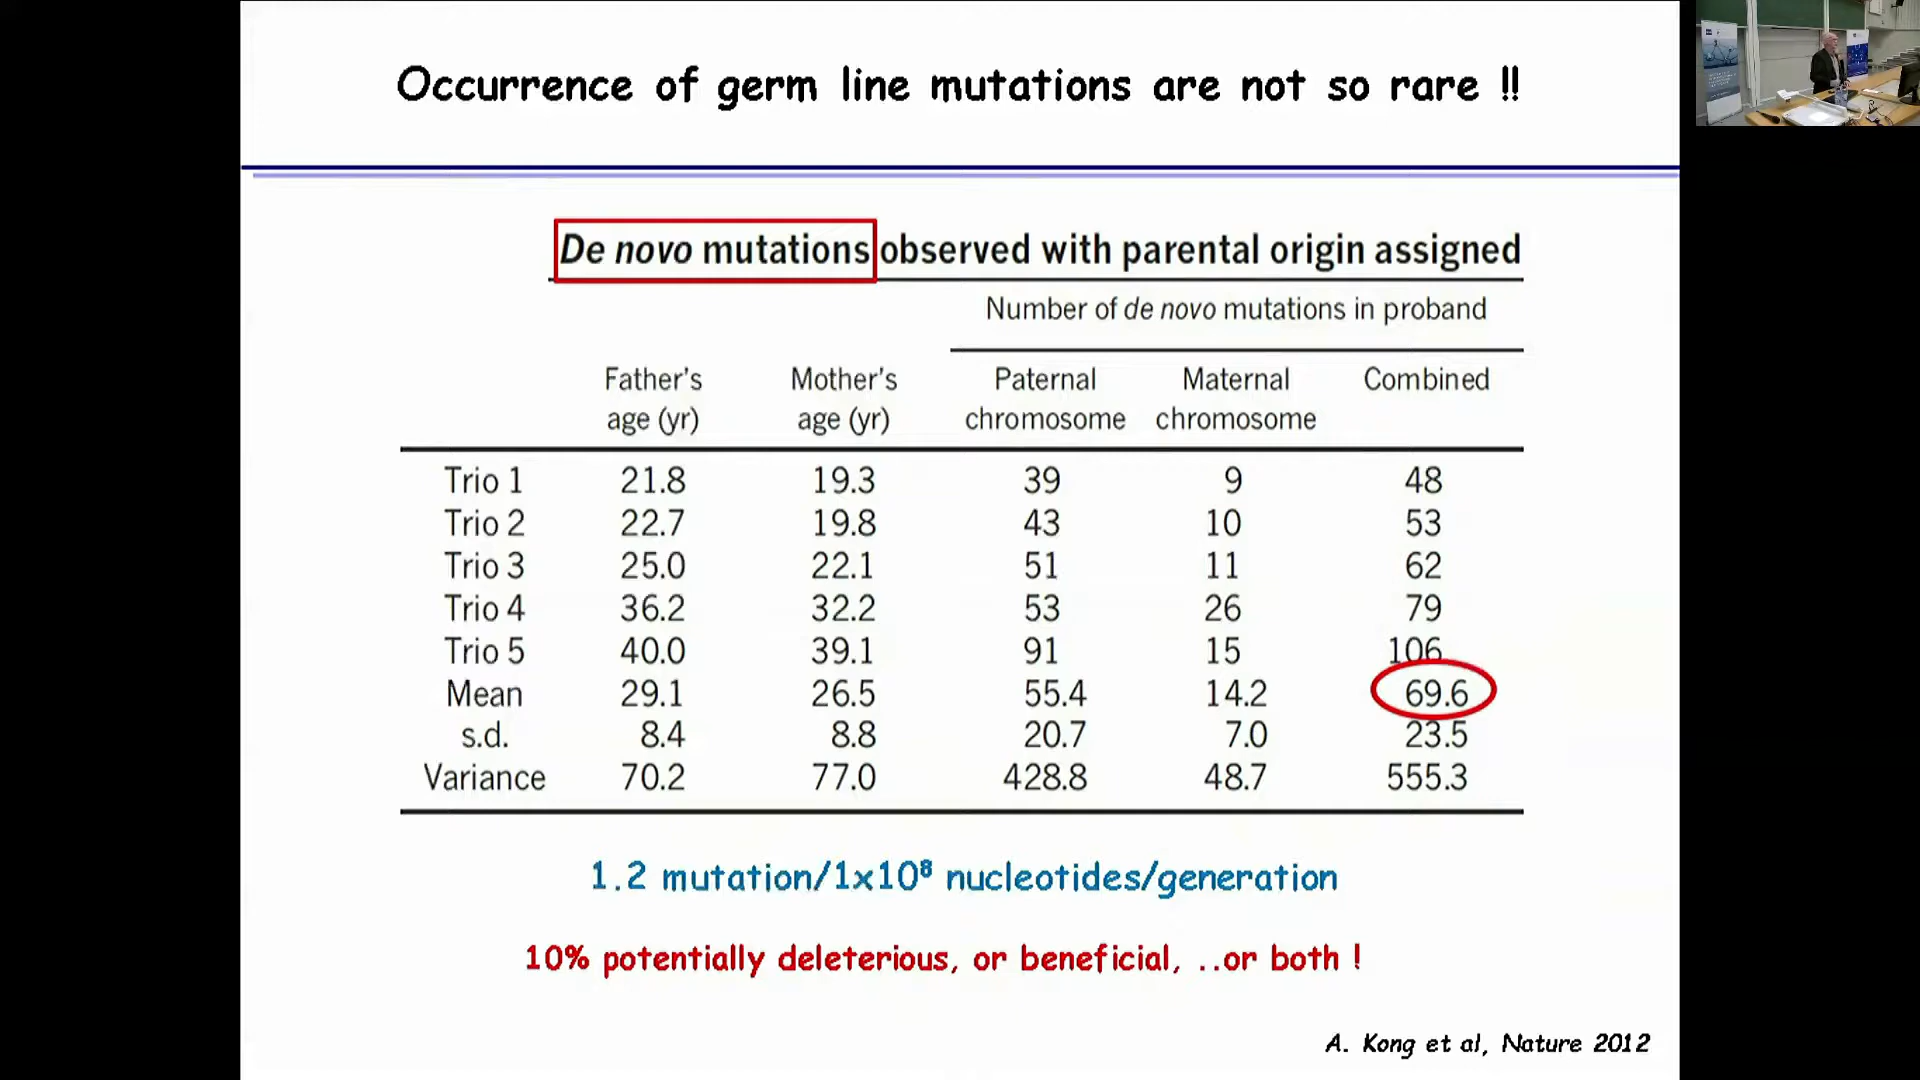 Occurrence of germ line mutations are not so rare !!
De novo mutations observed with parental origin assigned
Number of de novo mutations in proband
Father's age (yr) Mother's age (yr) Paternal chromosome Maternal chromosome Combined
Trio 1 21.8 19.3 39 9 48
Trio 2 22.7 19.8 43 10 53
Trio 3 25.0 22.1 51 11 62
Trio 4 36.2 32.2 53 26 79
Trio 5 40.0 39.1 91 15 106
Mean 29.1 26.5 55.4 14.2 69.6
s.d. 8.4 8.8 20.7 7.0 23.5
Variance 70.2 77.0 428.8 48.7 555.3
1.2 mutation/1x10⁸ nucleotides/generation
10% potentially deleterious, or beneficial, ..or both !
A. Kong et al, Nature 2012